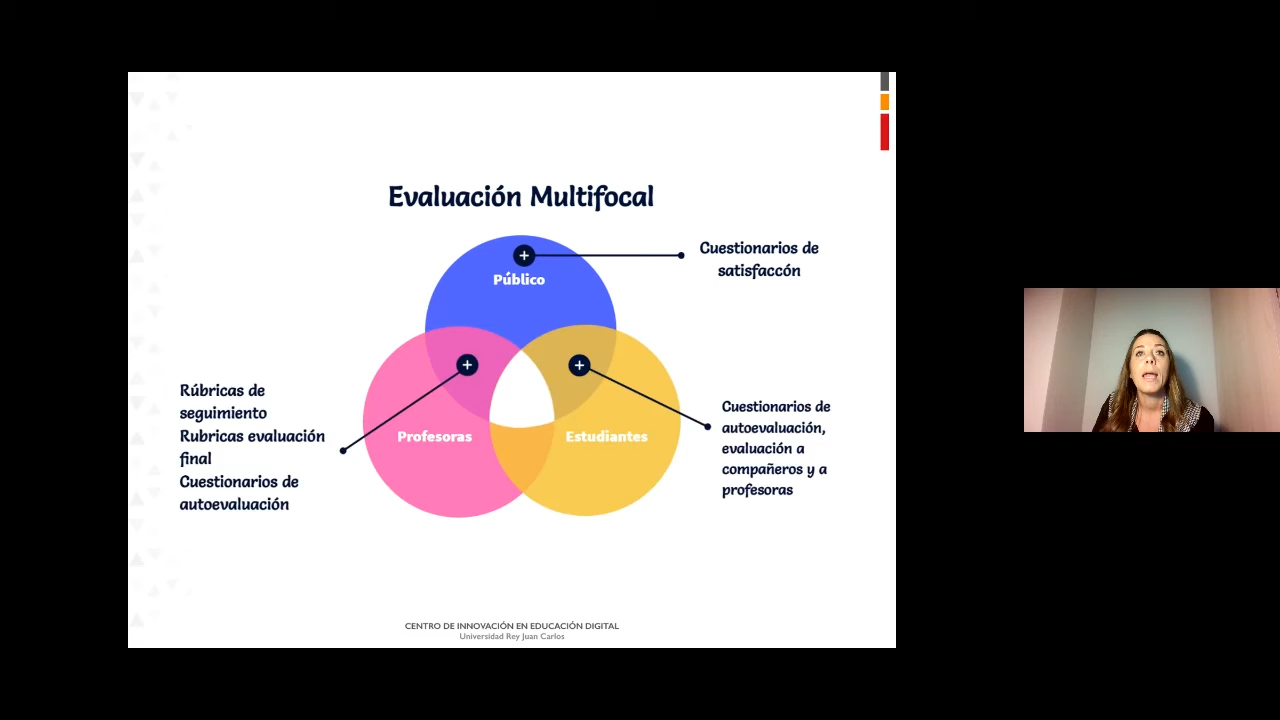 Evaluación Multifocal
Público
Cuestionarios de
satisfaccón
Rúbricas de
seguimiento
Rubricas evaluación
final
Cuestionarios de
autoevaluación
Profesoras
Estudiantes
Cuestionarios de
autoevaluación,
evaluación a
compañeros y a
profesoras
CENTRO DE INNOVACIÓN EN EDUCACIÓN DIGITAL
Universidad Rey Juan Carlos